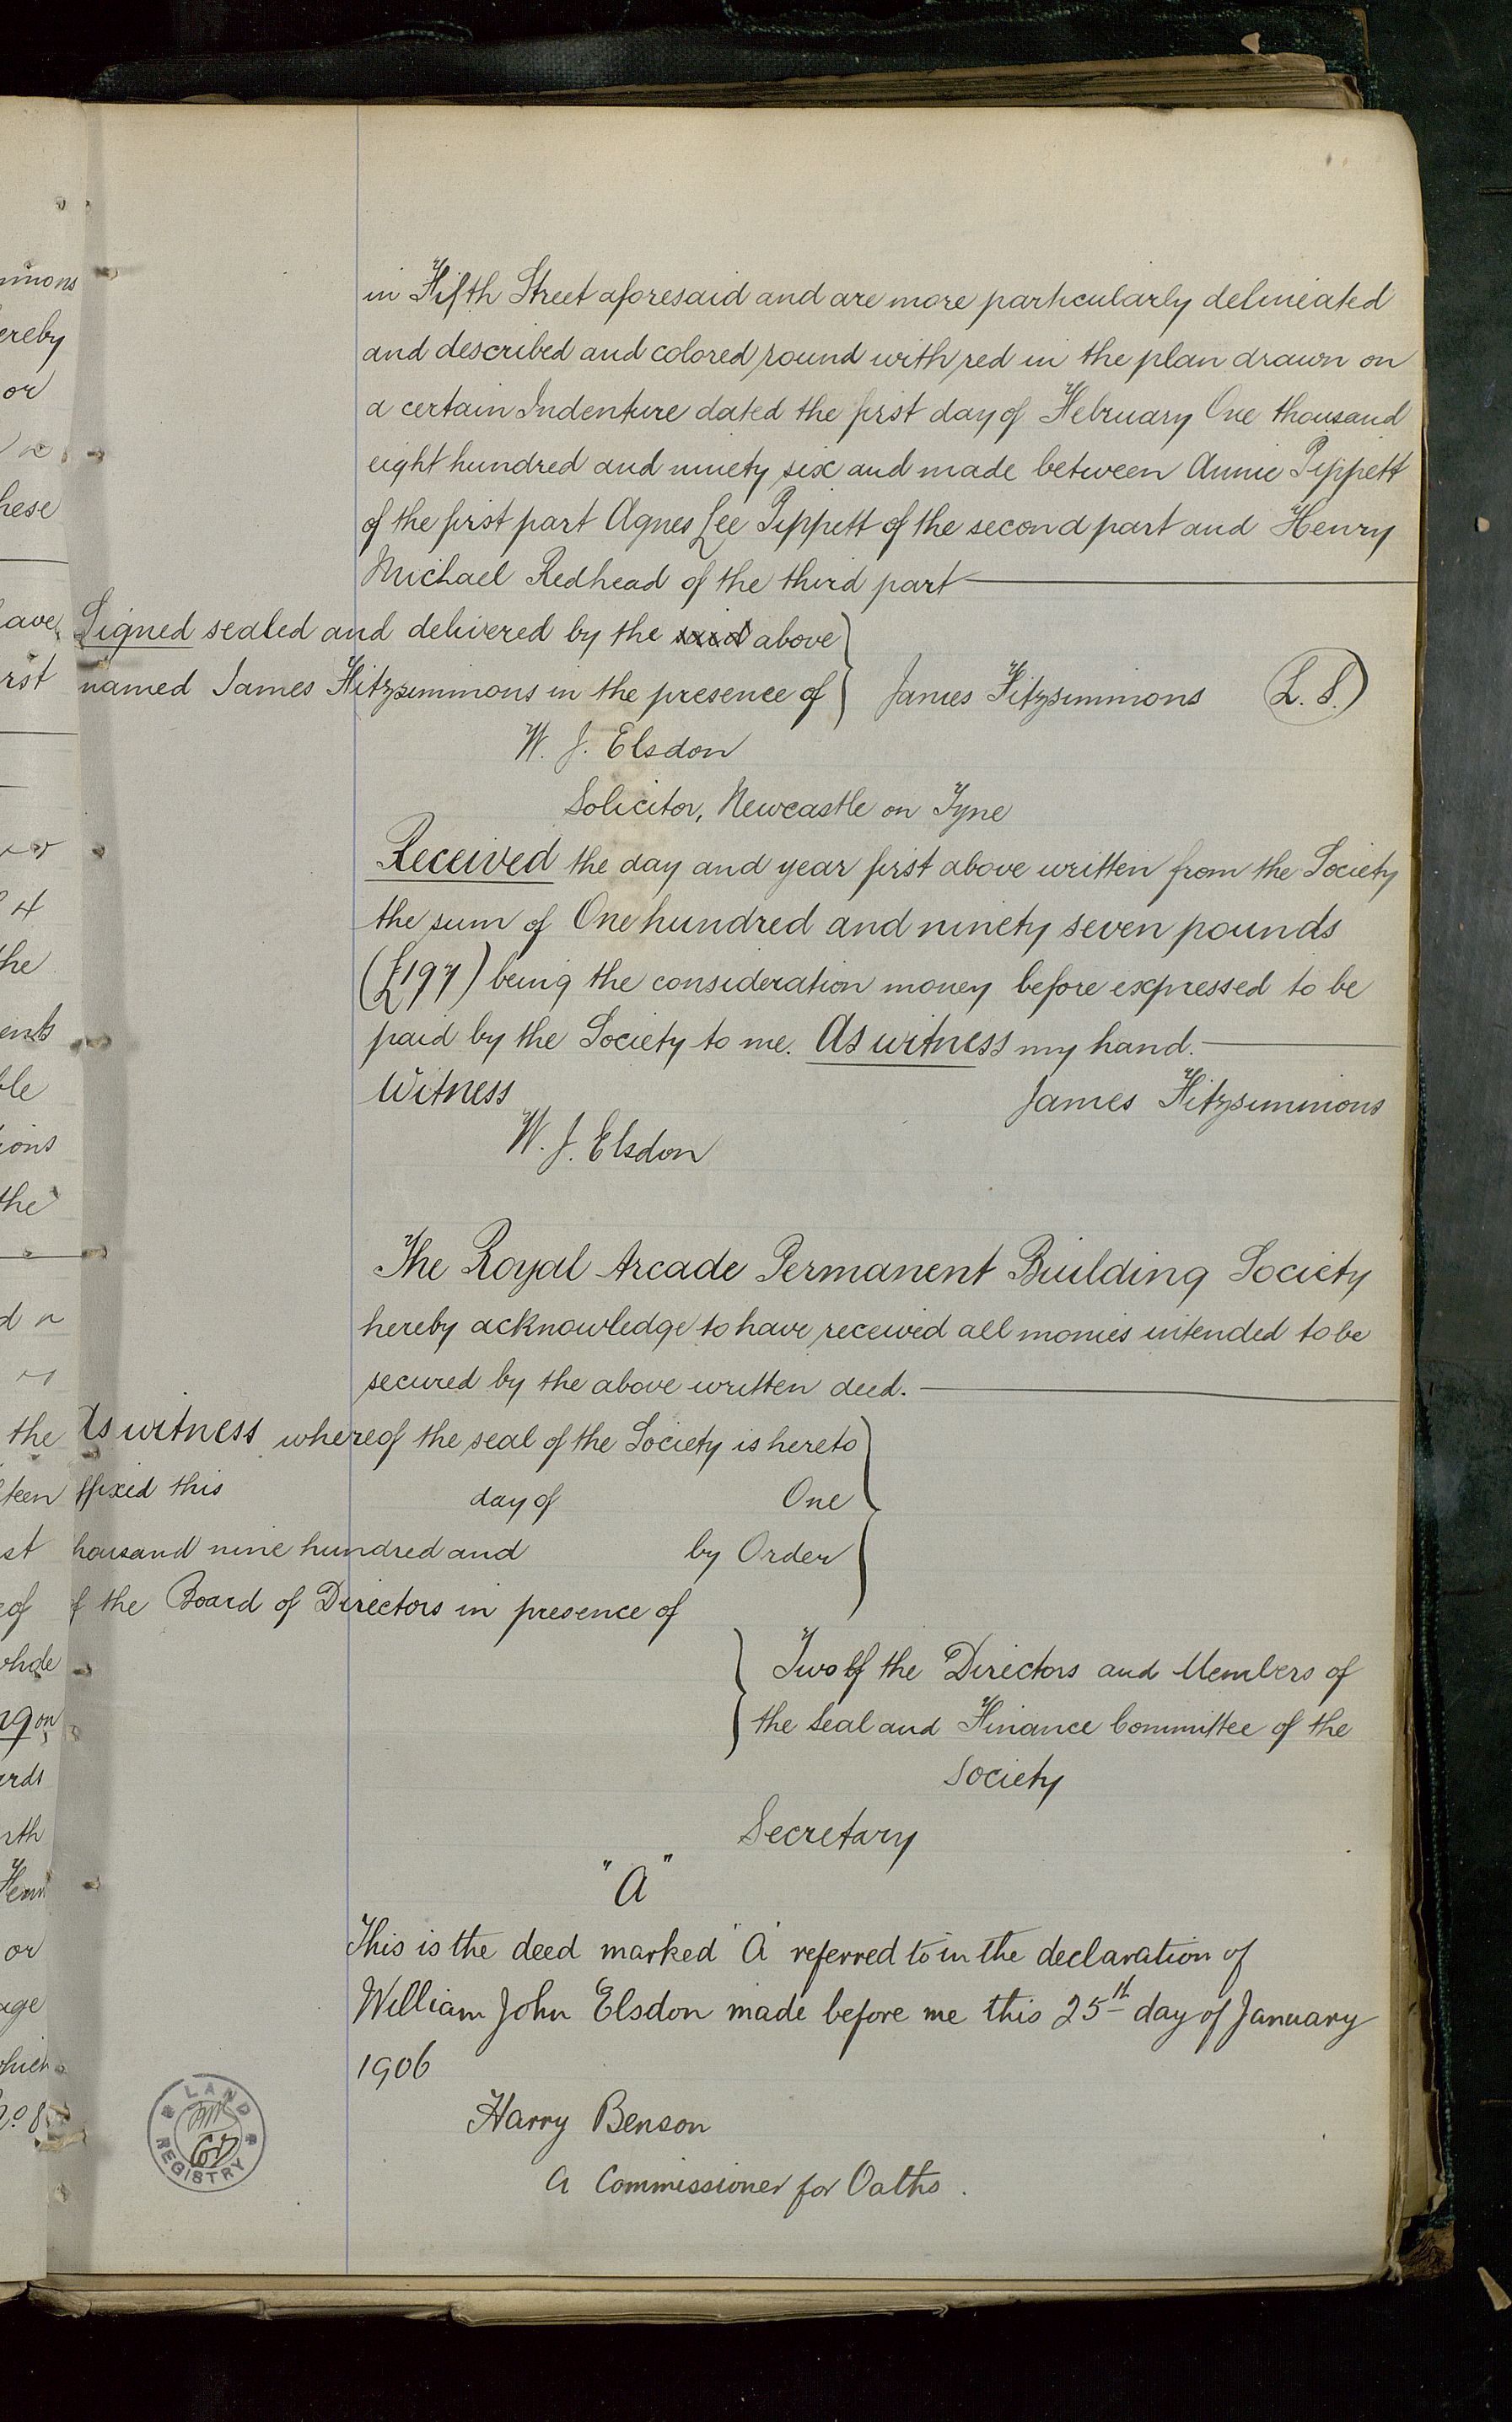 in Fifth Street aforesaid and are more particularly delineated
and described and colored round with red in the plan drawn on
a certain Indenture dated the first day of February One thousand
eight hundred and ninety six and made between Annie Pippett
of the first part Agnes Lee Pippett of the second part and Henry
Michael Redhead of the third part
Signed sealed and delivered by the said above
named James Fitzsimmons in the presence of James Fitzsimmons (L. S.)
W. J. Elsdon
Solicitor, Newcastle on Tyne
Received the day and year first above written from the Society
the sum of One hundred and ninety seven pounds
(£197) being the consideration money before expressed to be
paid by the Society to me. As witness my hand.
Witness James Fitzsimmons
W. J. Elsdon
The Royal Arcade Permanent Building Society
hereby acknowledge to have received all monies intended to be
secured by the above written deed.
As witness whereof the seal of the Society is hereto
ffixed this day of One
housand nine hundred and by Order
f the Board of Directors in presence of
Two of the Directors and Members of
the Seal and Finance Committee of the
Society
Secretary
"A"
This is the deed marked "A" referred to in the declaration of
William John Elsdon made before me this 25th day of January
1906
Harry Benson
A Commissioner for Oaths.
LAND REGISTRY